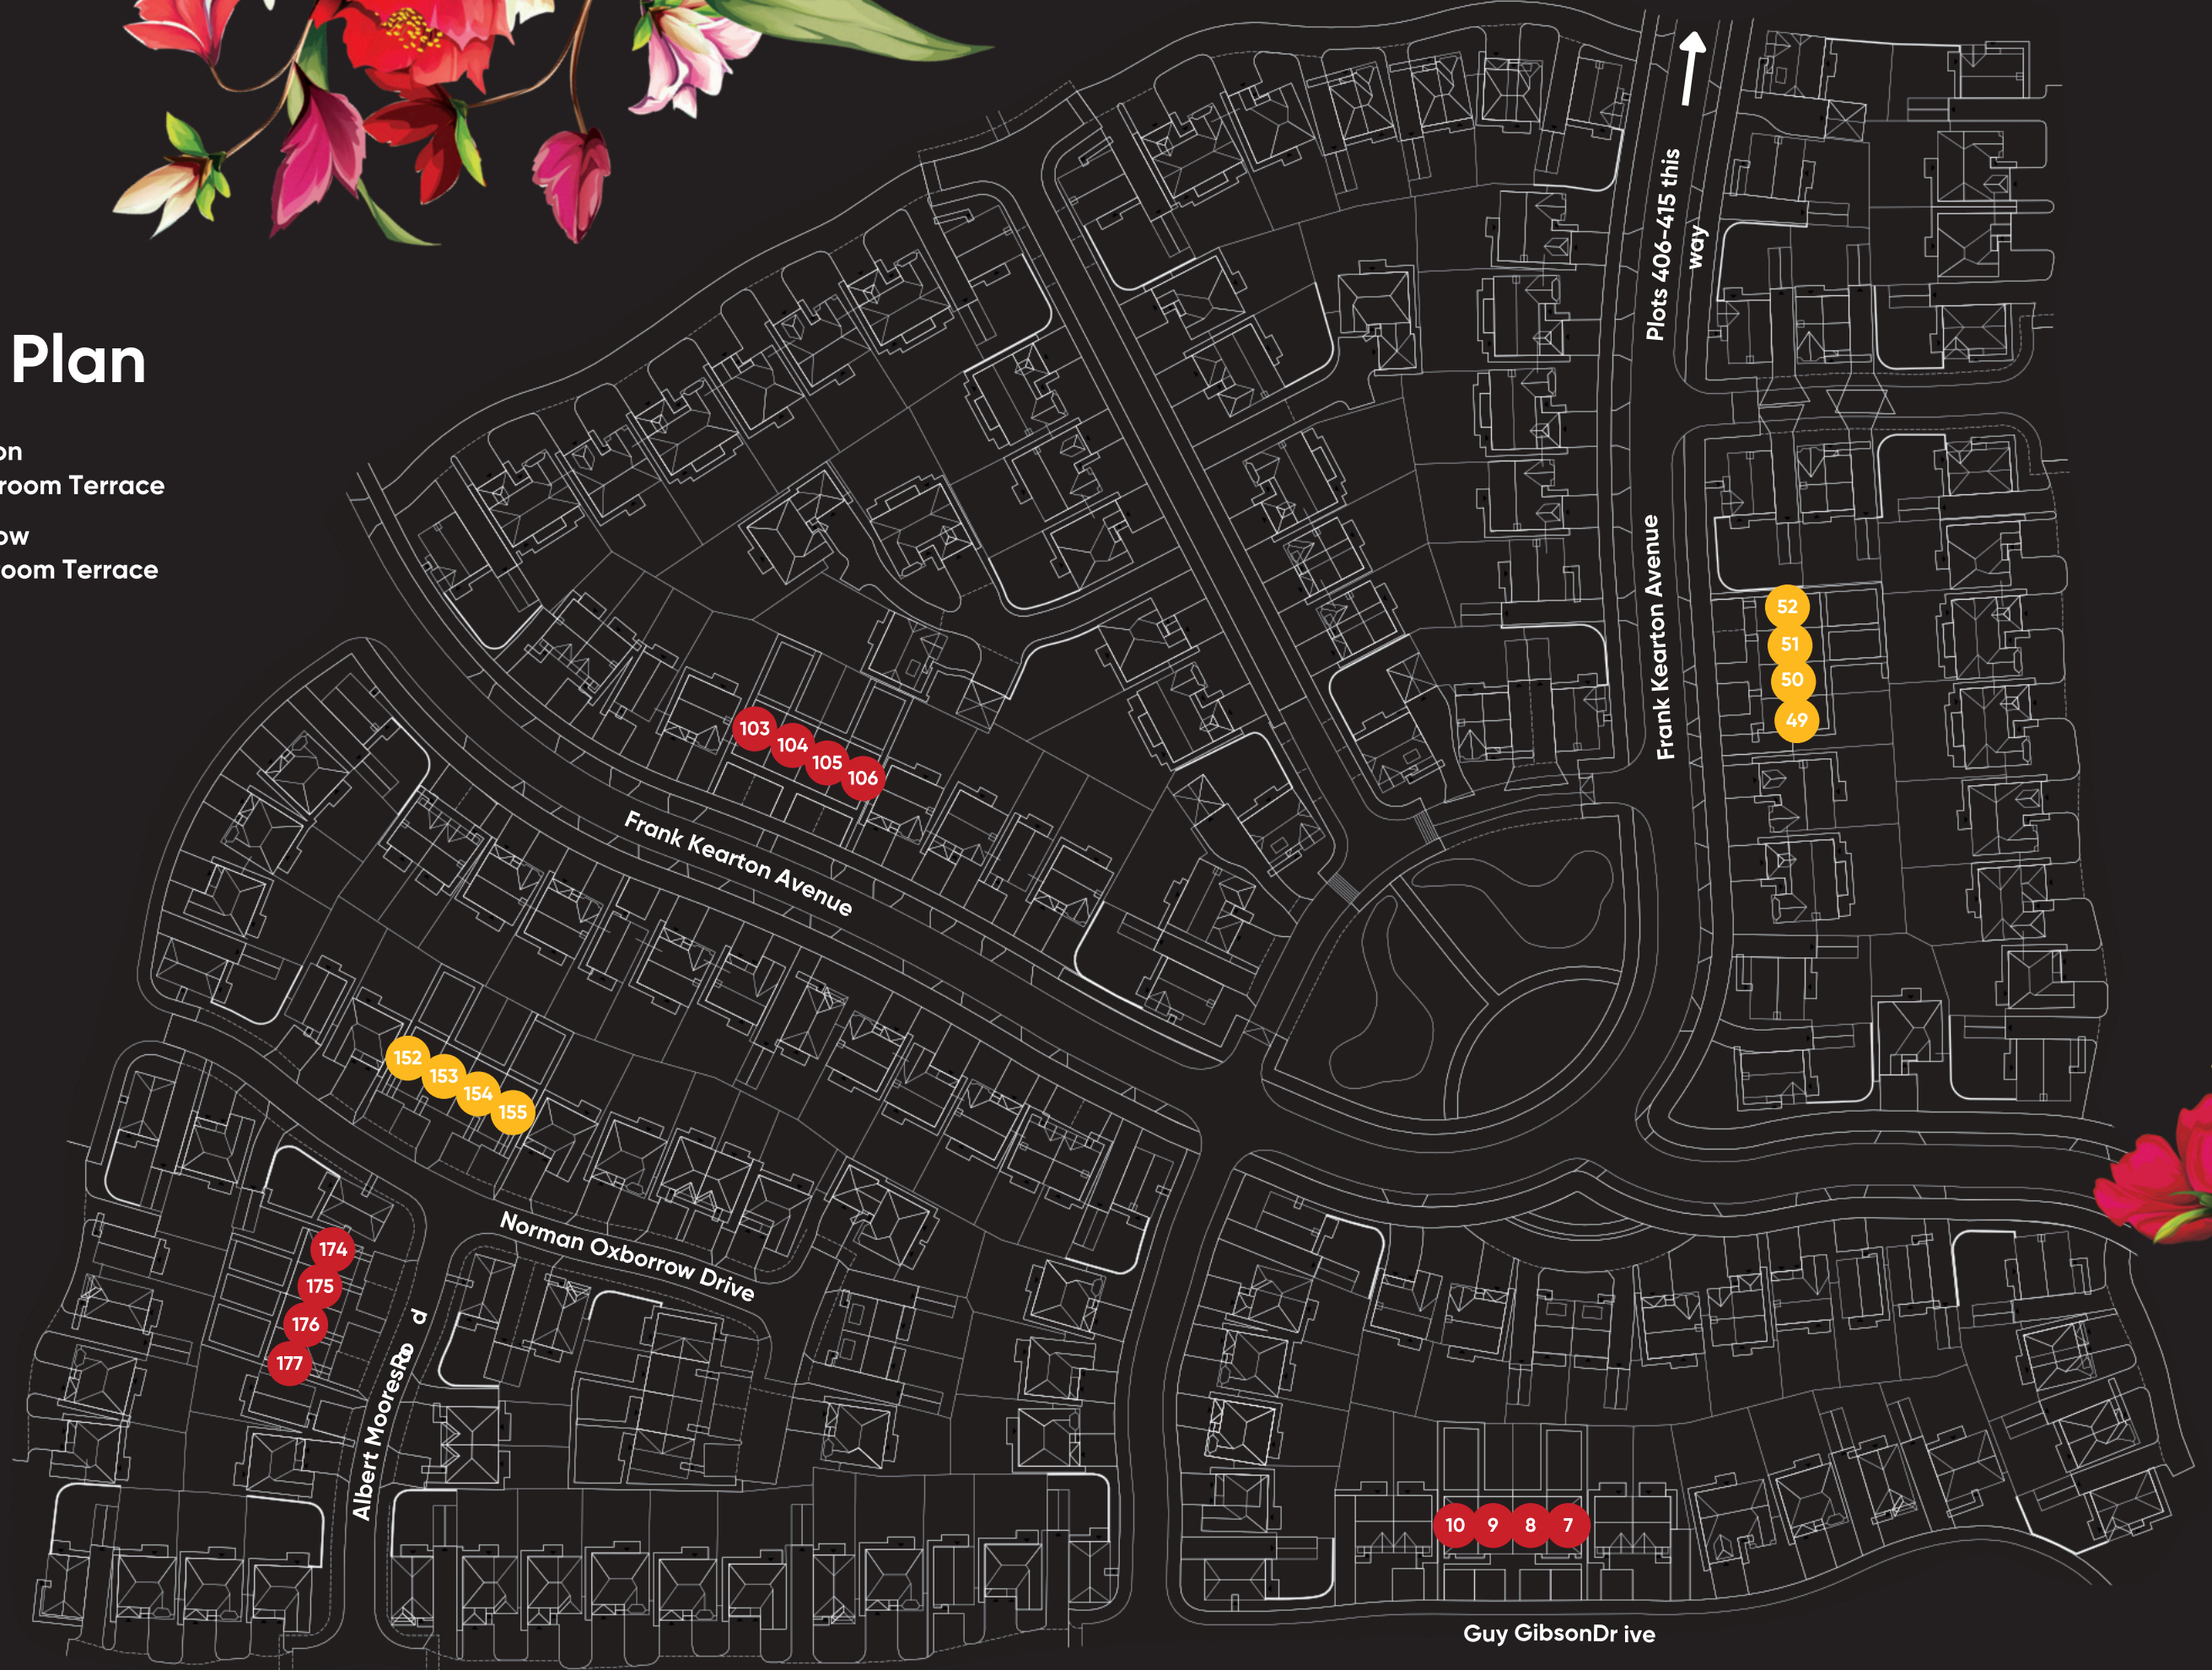 Plan
on
room Terrace
ow
oom Terrace
Plots 406-415 this
way
Frank Kearton Avenue
52
51
50
49
103
104
105
106
Frank Kearton Avenue
152
153
154
155
Norman Oxborrow Drive
174
175
176
177
Albert MooresRo d
10 9 8 7
Guy GibsonDr ive